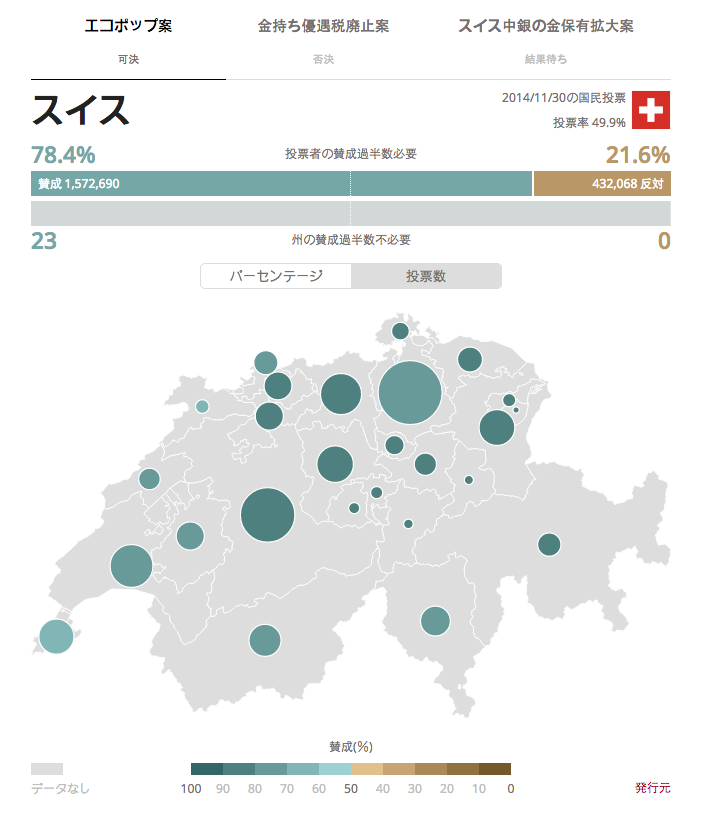 エコポップ案 金持ち優遇税廃止案 スイス中銀の金保有拡大案
可決 否決 結果待ち
スイス
2014/11/30の国民投票
投票率 49.9%
78.4% 投票者の賛成過半数必要 21.6%
賛成 1,572,690 432,068 反対
23 州の賛成過半数不必要 0
パーセンテージ 投票数
賛成(%)
データなし 100 90 80 70 60 50 40 30 20 10 0 発行元